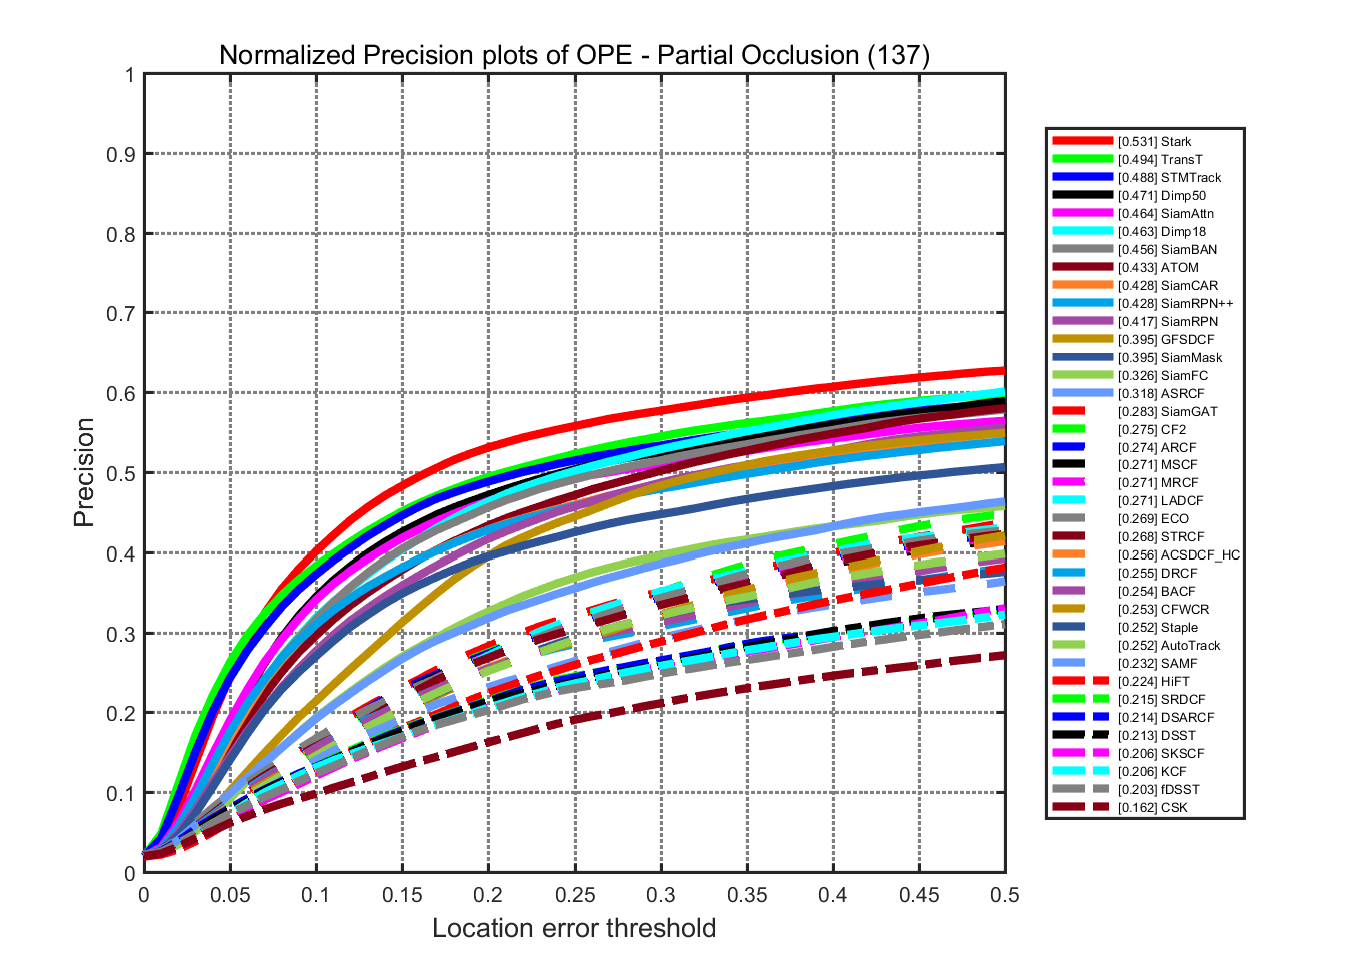 Normalized Precision plots of OPE - Partial Occlusion (137)
1
0.9
0.8
0.7
0.6
0.5
0.4
0.3
0.2
0.1
0
Precision
0 0.05 0.1 0.15 0.2 0.25 0.3 0.35 0.4 0.45 0.5
Location error threshold
[0.531] Stark
[0.494] TransT
[0.488] STMTrack
[0.471] Dimp50
[0.464] SiamAttn
[0.463] Dimp18
[0.456] SiamBAN
[0.433] ATOM
[0.428] SiamCAR
[0.428] SiamRPN++
[0.417] SiamRPN
[0.395] GFSDCF
[0.395] SiamMask
[0.326] SiamFC
[0.318] ASRCF
[0.283] SiamGAT
[0.275] CF2
[0.274] ARCF
[0.271] MSCF
[0.271] MRCF
[0.271] LADCF
[0.269] ECO
[0.268] STRCF
[0.256] ACSDCF_HC
[0.255] DRCF
[0.254] BACF
[0.253] CFWCR
[0.252] Staple
[0.252] AutoTrack
[0.232] SAMF
[0.224] HiFT
[0.215] SRDCF
[0.214] DSARCF
[0.213] DSST
[0.206] SKSCF
[0.206] KCF
[0.203] fDSST
[0.162] CSK